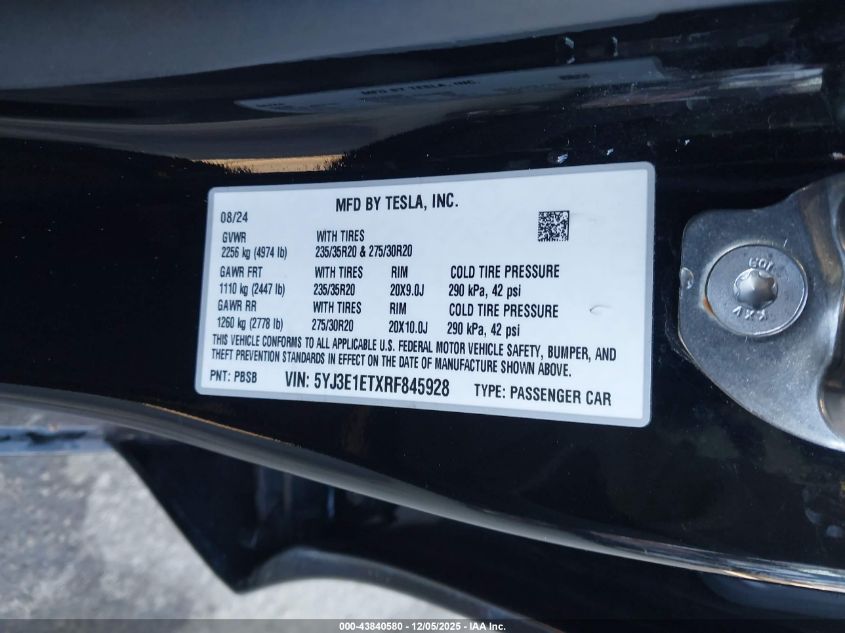 MFD BY TESLA, INC.
MFD BY TESLA, INC.
08/24
GVWR WITH TIRES
2256 kg (4974 lb) 235/35R20 & 275/30R20
GAWR FRT WITH TIRES RIM COLD TIRE PRESSURE
1110 kg (2447 lb) 235/35R20 20X9.0J 290 kPa, 42 psi
GAWR RR WITH TIRES RIM COLD TIRE PRESSURE
1260 kg (2778 lb) 275/30R20 20X10.0J 290 kPa, 42 psi
THIS VEHICLE CONFORMS TO ALL APPLICABLE U.S. FEDERAL MOTOR VEHICLE SAFETY, BUMPER, AND
THEFT PREVENTION STANDARDS IN EFFECT ON THE DATE OF MANUFACTURE SHOWN ABOVE.
PNT: PBSB VIN: 5YJ3E1ETXRF845928 TYPE: PASSENGER CAR
000-43840580 - 12/05/2025 - IAA Inc.